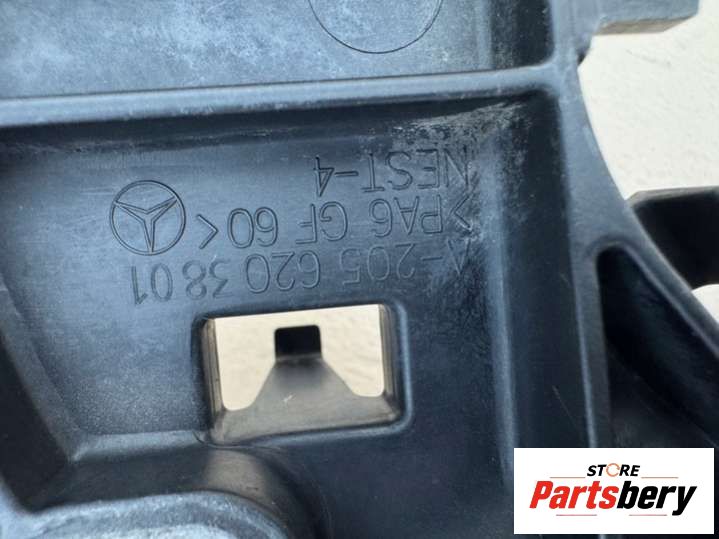 A-205 620 38 01
>PA6 GF 60<
NEST-4
STORE
Partsbery